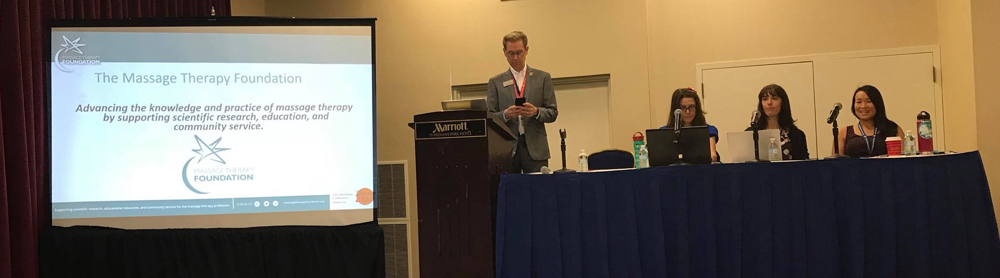 MASSAGE THERAPY
FOUNDATION
The Massage Therapy Foundation
Advancing the knowledge and practice of massage therapy
by supporting scientific research, education, and
community service.
MASSAGE THERAPY
FOUNDATION
Supporting scientific research, educational resources, and community service for the massage therapy profession.
Follow Us
massagetherapyfoundation.org
Your Gift Makes
A Difference
Thank You
Marriott
WARDMAN PARK HOTEL